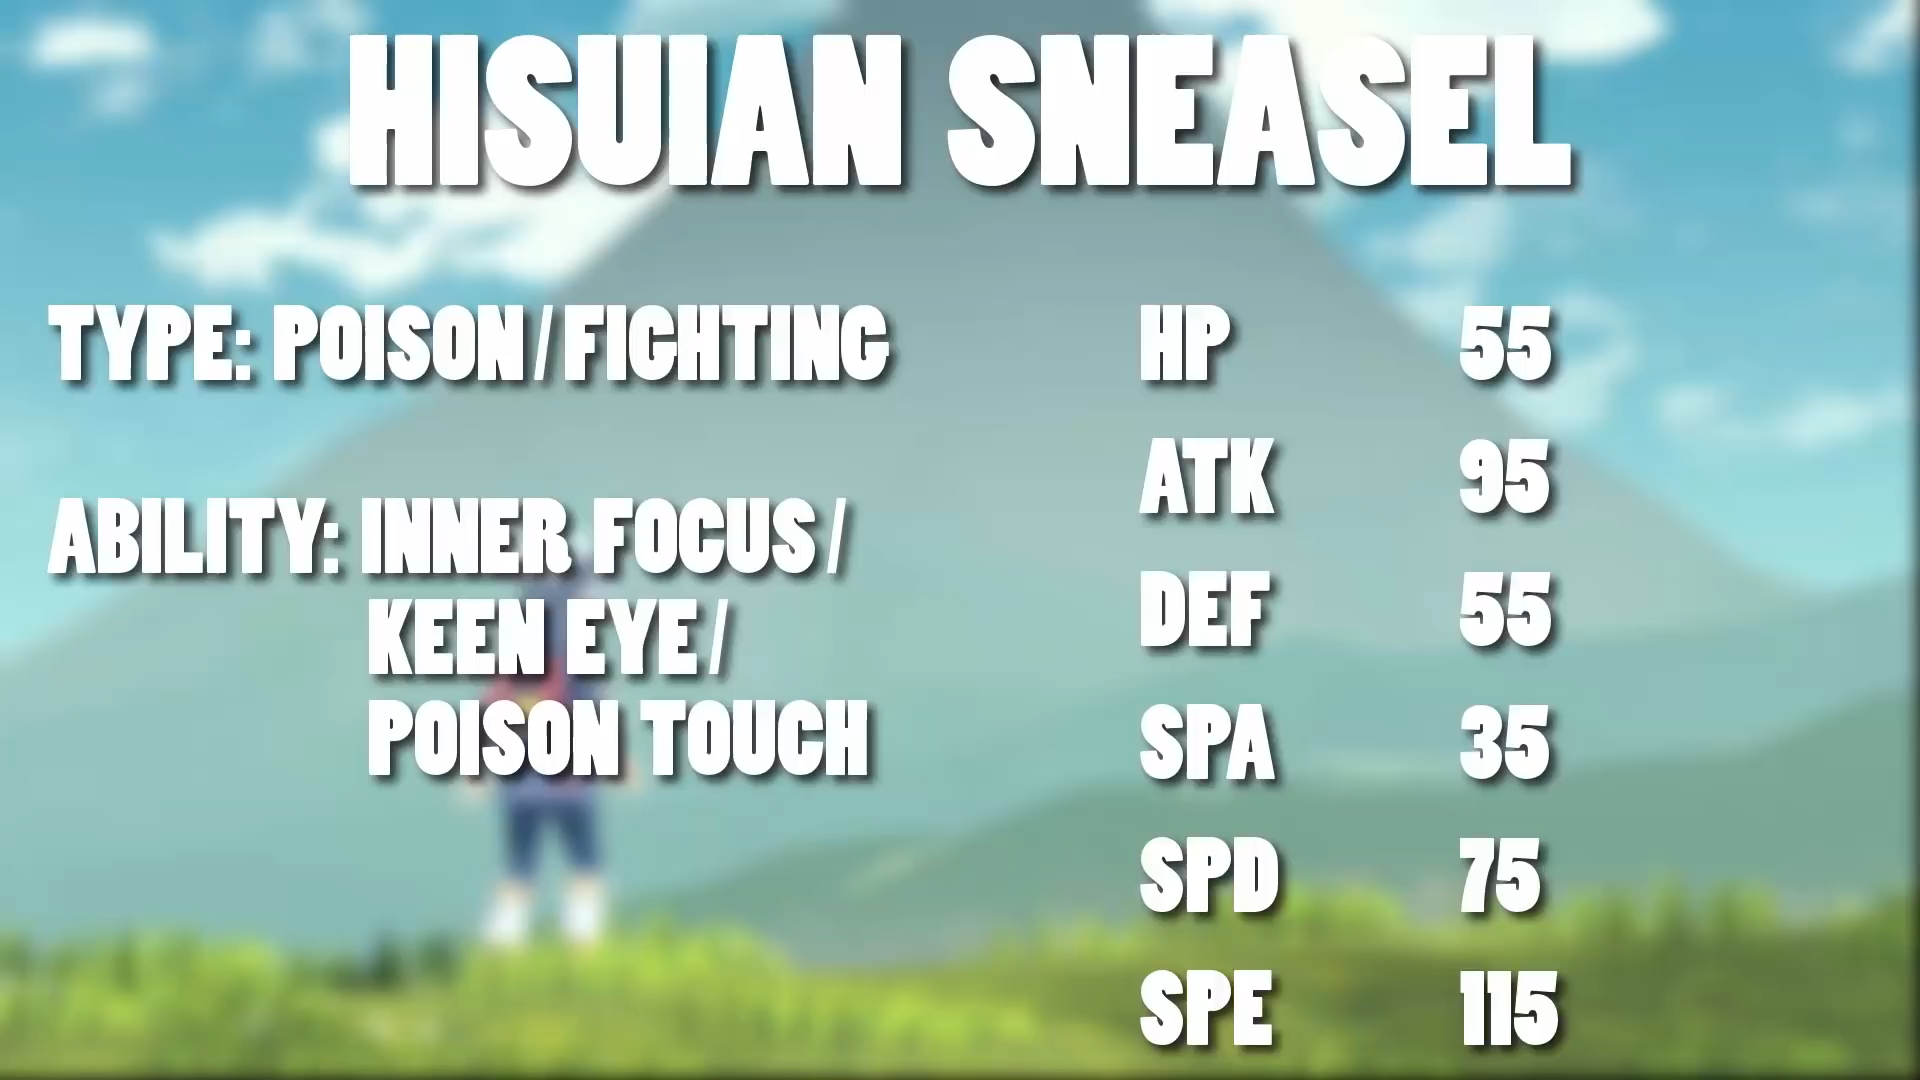 HISUIAN SNEASEL
TYPE: POISON/FIGHTING
ABILITY: INNER FOCUS/
KEEN EYE/
POISON TOUCH
HP 55
ATK 95
DEF 55
SPA 35
SPD 75
SPE 115